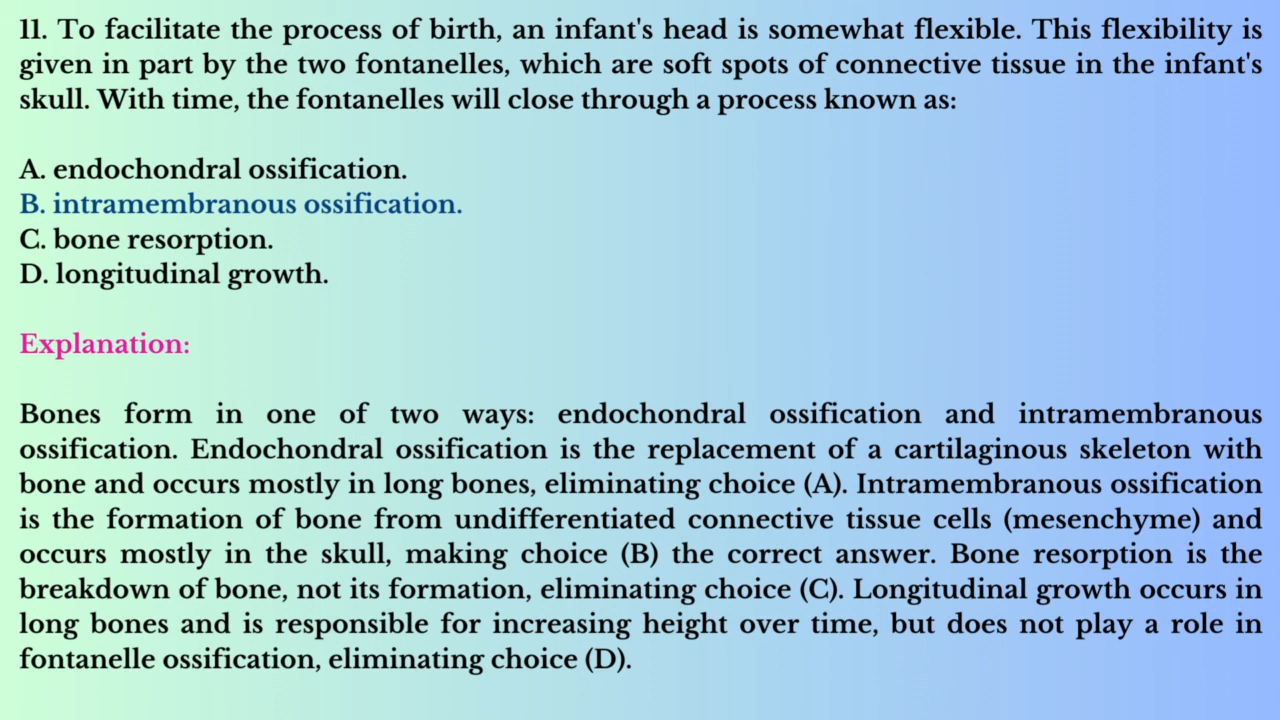 11. To facilitate the process of birth, an infant's head is somewhat flexible. This flexibility is
given in part by the two fontanelles, which are soft spots of connective tissue in the infant's
skull. With time, the fontanelles will close through a process known as:
A. endochondral ossification.
B. intramembranous ossification.
C. bone resorption.
D. longitudinal growth.
Explanation:
Bones form in one of two ways: endochondral ossification and intramembranous
ossification. Endochondral ossification is the replacement of a cartilaginous skeleton with
bone and occurs mostly in long bones, eliminating choice (A). Intramembranous ossification
is the formation of bone from undifferentiated connective tissue cells (mesenchyme) and
occurs mostly in the skull, making choice (B) the correct answer. Bone resorption is the
breakdown of bone, not its formation, eliminating choice (C). Longitudinal growth occurs in
long bones and is responsible for increasing height over time, but does not play a role in
fontanelle ossification, eliminating choice (D).